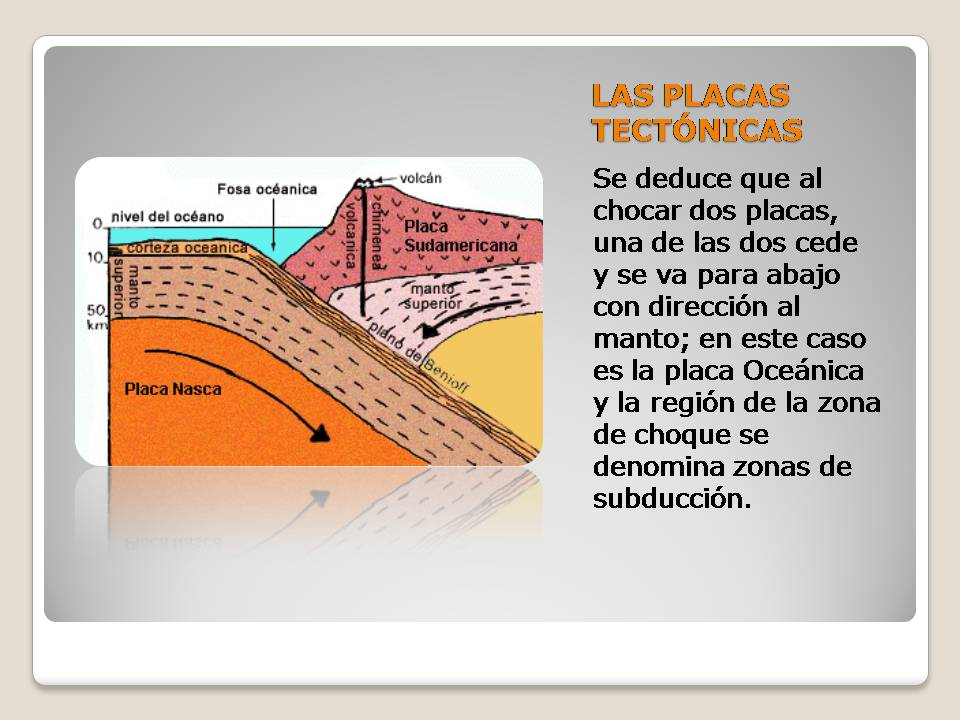 LAS PLACAS
TECTÓNICAS
Se deduce que al
chocar dos placas,
una de las dos cede
y se va para abajo
con dirección al
manto; en este caso
es la placa Oceánica
y la región de la zona
de choque se
denomina zonas de
subducción.
volcán
Fosa océanica
nivel del océano
0
corteza oceanica
10
manto
superior
50
km
chimenea
volcanica
Placa
Sudamericana
manto
superior
plano de Benioff
Placa Nasca